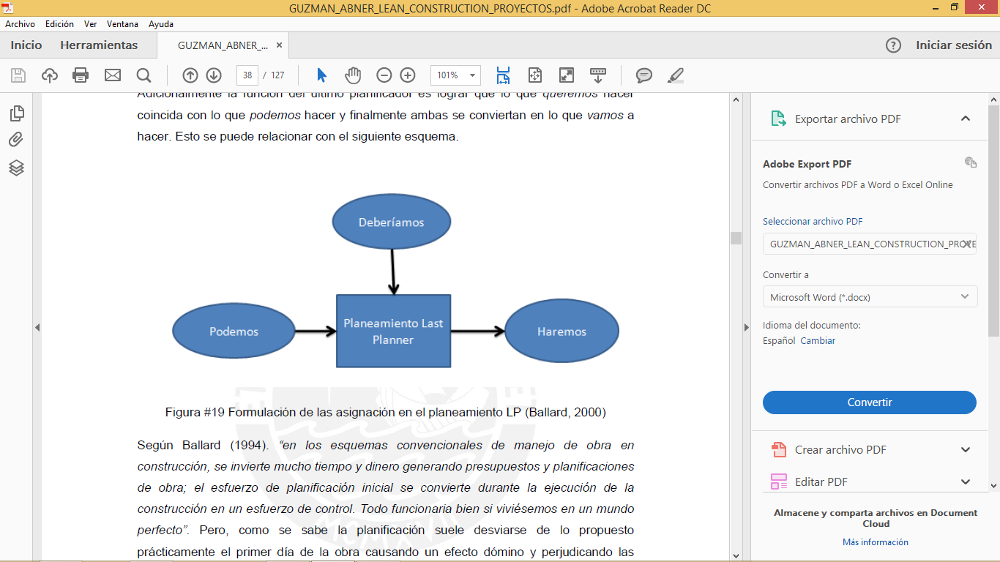 GUZMAN_ABNER_LEAN_CONSTRUCTION_PROYECTOS.pdf - Adobe Acrobat Reader DC
Archivo Edición Ver Ventana Ayuda
Inicio Herramientas GUZMAN_ABNER_... × Iniciar sesión
38 / 127 101%
Adicionalmente la función del último planificador es lograr que lo que queremos hacer
coincida con lo que podemos hacer y finalmente ambas se conviertan en lo que vamos a
hacer. Esto se puede relacionar con el siguiente esquema.
Deberíamos
Podemos
Planeamiento Last
Planner
Haremos
Figura #19 Formulación de las asignación en el planeamiento LP (Ballard, 2000)
Según Ballard (1994). “en los esquemas convencionales de manejo de obra en
construcción, se invierte mucho tiempo y dinero generando presupuestos y planificaciones
de obra; el esfuerzo de planificación inicial se convierte durante la ejecución de la
construcción en un esfuerzo de control. Todo funcionaria bien si viviésemos en un mundo
perfecto”. Pero, como se sabe la planificación suele desviarse de lo propuesto
prácticamente el primer día de la obra causando un efecto dómino y perjudicando las
Exportar archivo PDF
Adobe Export PDF
Convertir archivos PDF a Word o Excel Online
Seleccionar archivo PDF
GUZMAN_ABNER_LEAN_CONSTRUCTION_PROYE
Convertir a
Microsoft Word (*.docx)
Idioma del documento:
Español Cambiar
Convertir
Crear archivo PDF
Editar PDF
Almacene y comparta archivos en Document
Cloud
Más información